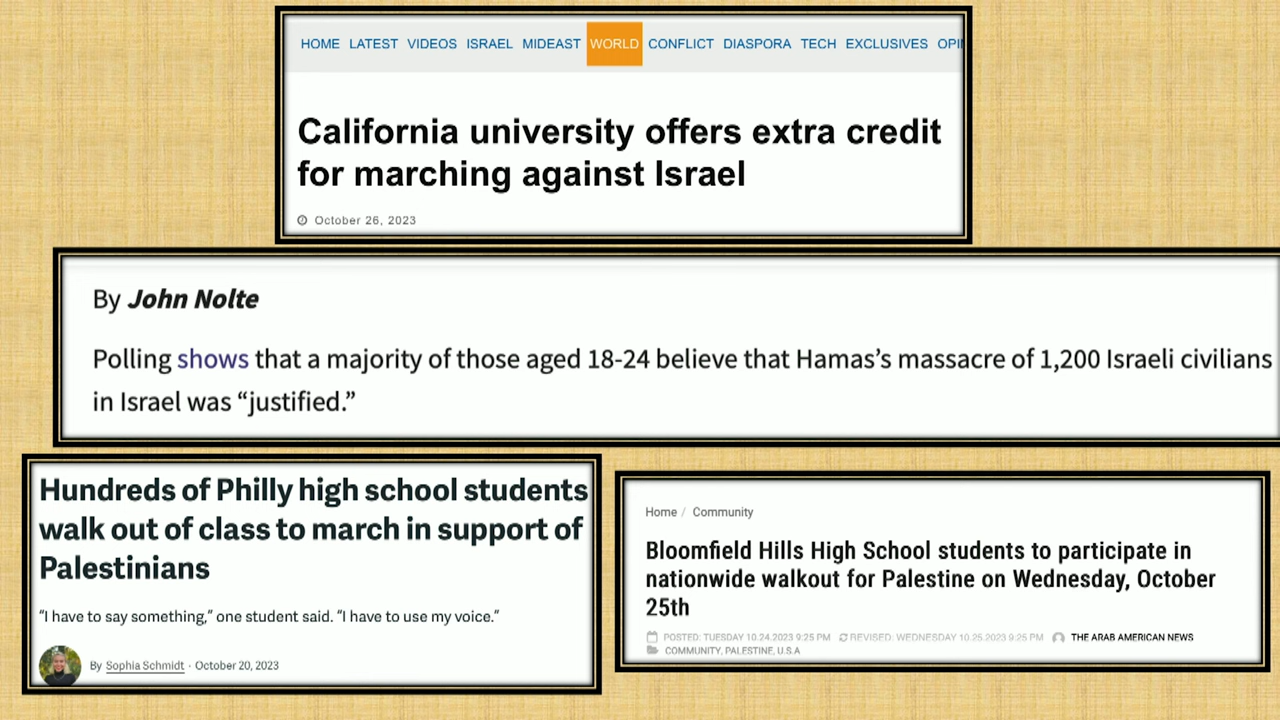 HOME LATEST VIDEOS ISRAEL MIDEAST WORLD CONFLICT DIASPORA TECH EXCLUSIVES
California university offers extra credit
for marching against Israel
October 26, 2023
By John Nolte
Polling shows that a majority of those aged 18-24 believe that Hamas’s massacre of 1,200 Israeli civilians
in Israel was “justified.”
Hundreds of Philly high school students
walk out of class to march in support of
Palestinians
“I have to say something,” one student said. “I have to use my voice.”
By Sophia Schmidt · October 20, 2023
Home / Community
Bloomfield Hills High School students to participate in
nationwide walkout for Palestine on Wednesday, October
25th
POSTED: TUESDAY 10.24.2023 9:25 PM REVISED: WEDNESDAY 10.25.2023 9:25 PM THE ARAB AMERICAN NEWS
COMMUNITY, PALESTINE, U.S.A